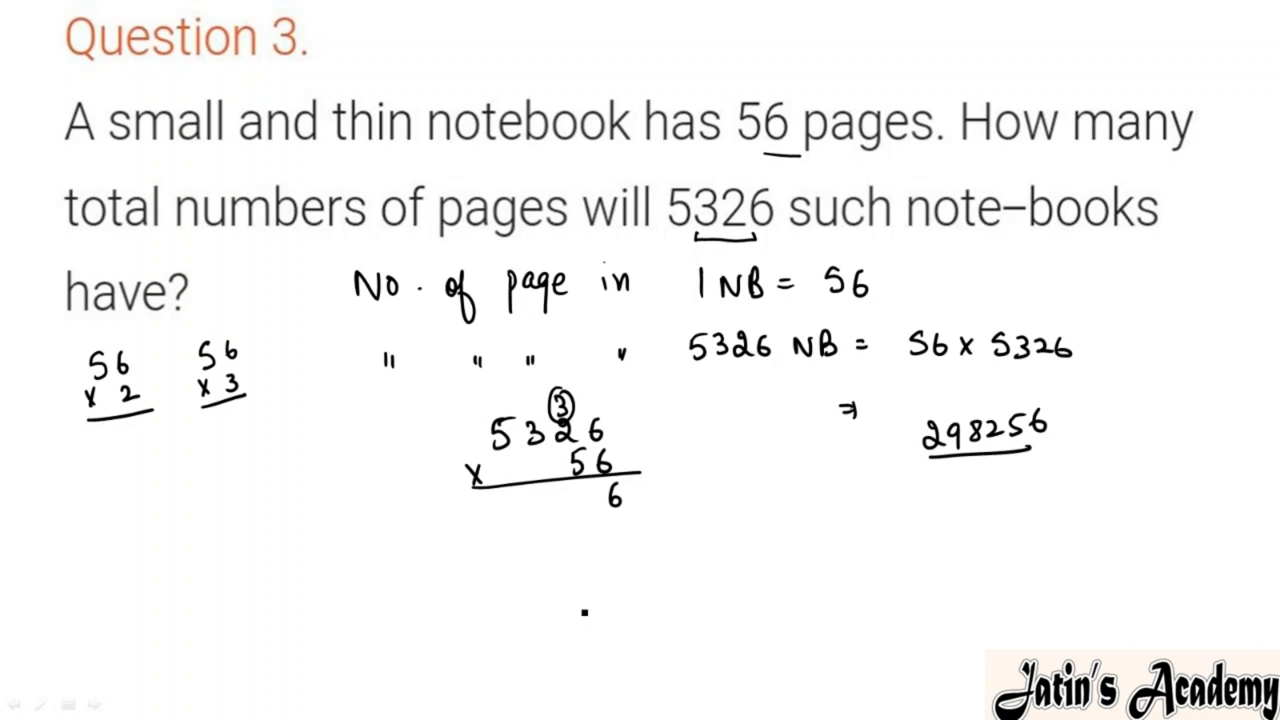 Question 3.
A small and thin notebook has 56 pages. How many
total numbers of pages will 5326 such note–books
have?
No. of page in 1 NB = 56
" " " " 5326 NB = 56 x 5326
56
x 2
56
x 3
⇒ 298256
3
5326
x 56
6
Jatin's Academy